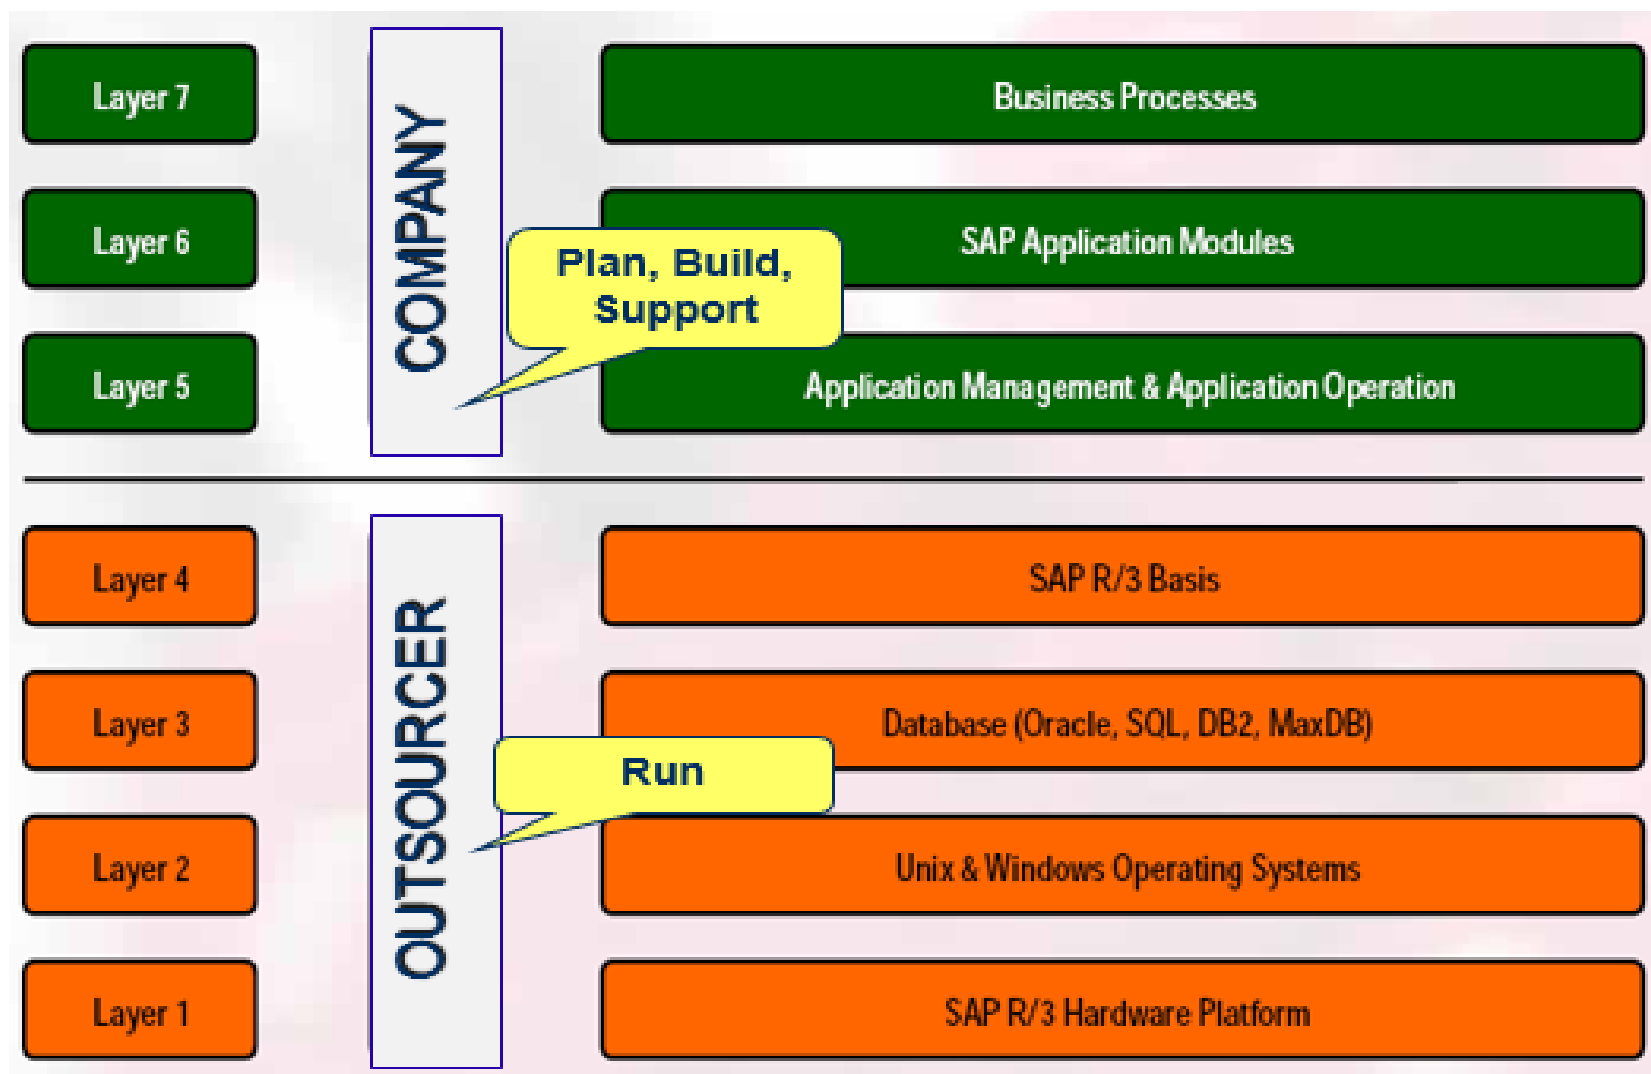 Layer 7
Business Processes
Layer 6
SAP Application Modules
COMPANY
Plan, Build,
Support
Layer 5
Application Management & Application Operation
Layer 4
SAP R/3 Basis
Layer 3
Database (Oracle, SQL, DB2, MaxDB)
OUTSOURCER
Run
Layer 2
Unix & Windows Operating Systems
Layer 1
SAP R/3 Hardware Platform